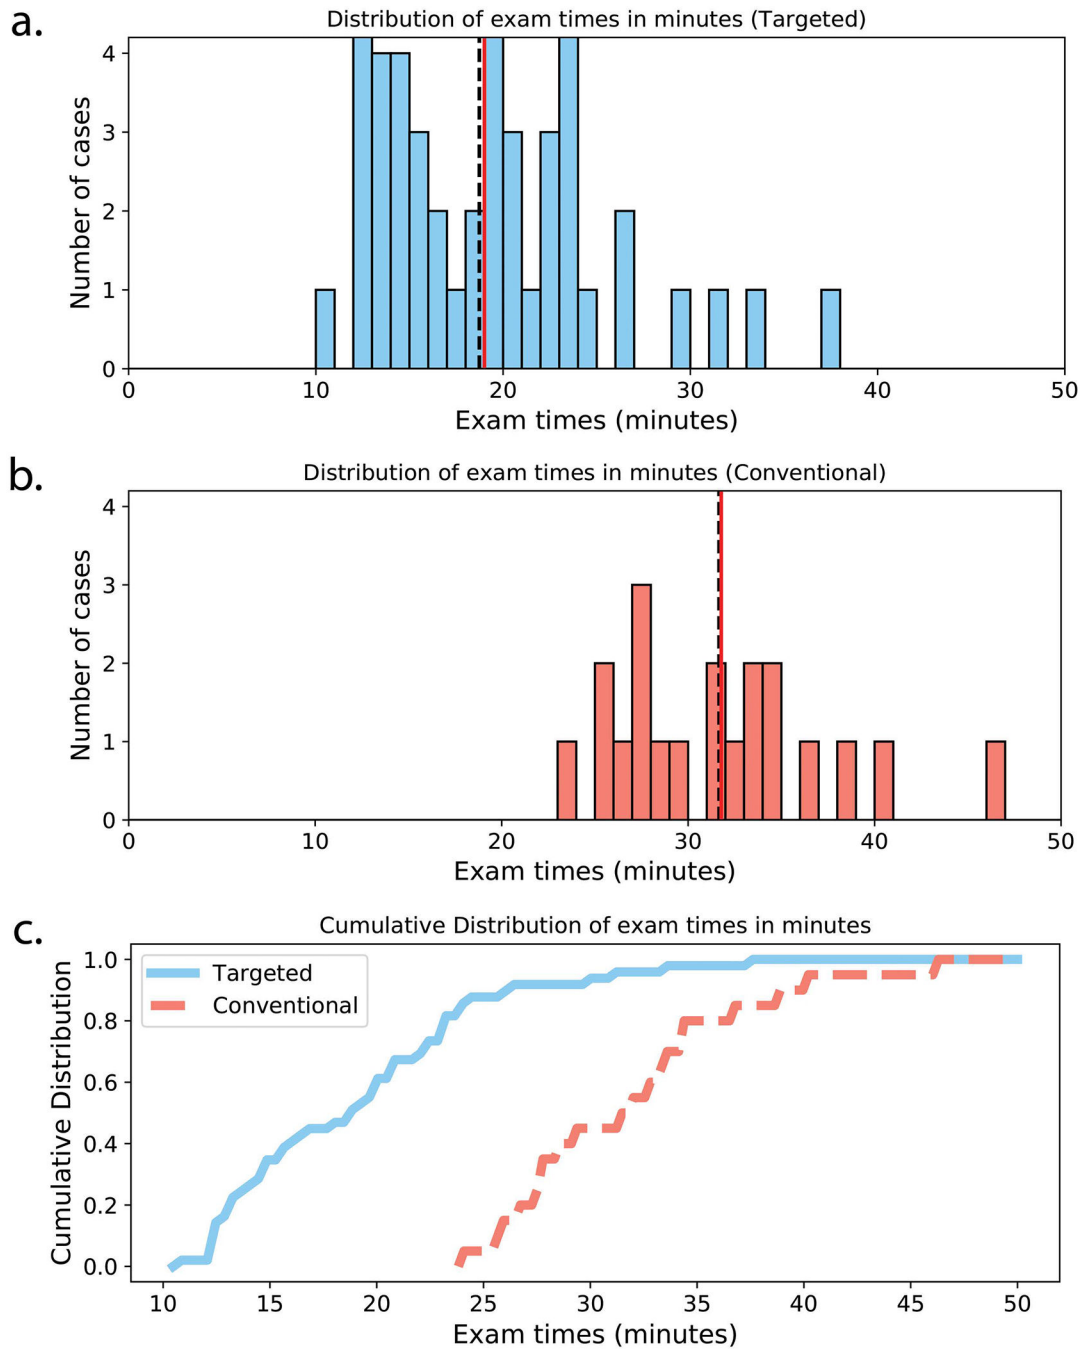 a.
Distribution of exam times in minutes (Targeted)
4
3
2
1
0
Number of cases
0 10 20 30 40 50
Exam times (minutes)
b.
Distribution of exam times in minutes (Conventional)
4
3
2
1
0
Number of cases
0 10 20 30 40 50
Exam times (minutes)
c.
Cumulative Distribution of exam times in minutes
1.0
0.8
0.6
0.4
0.2
0.0
Cumulative Distribution
Targeted
Conventional
10 15 20 25 30 35 40 45 50
Exam times (minutes)